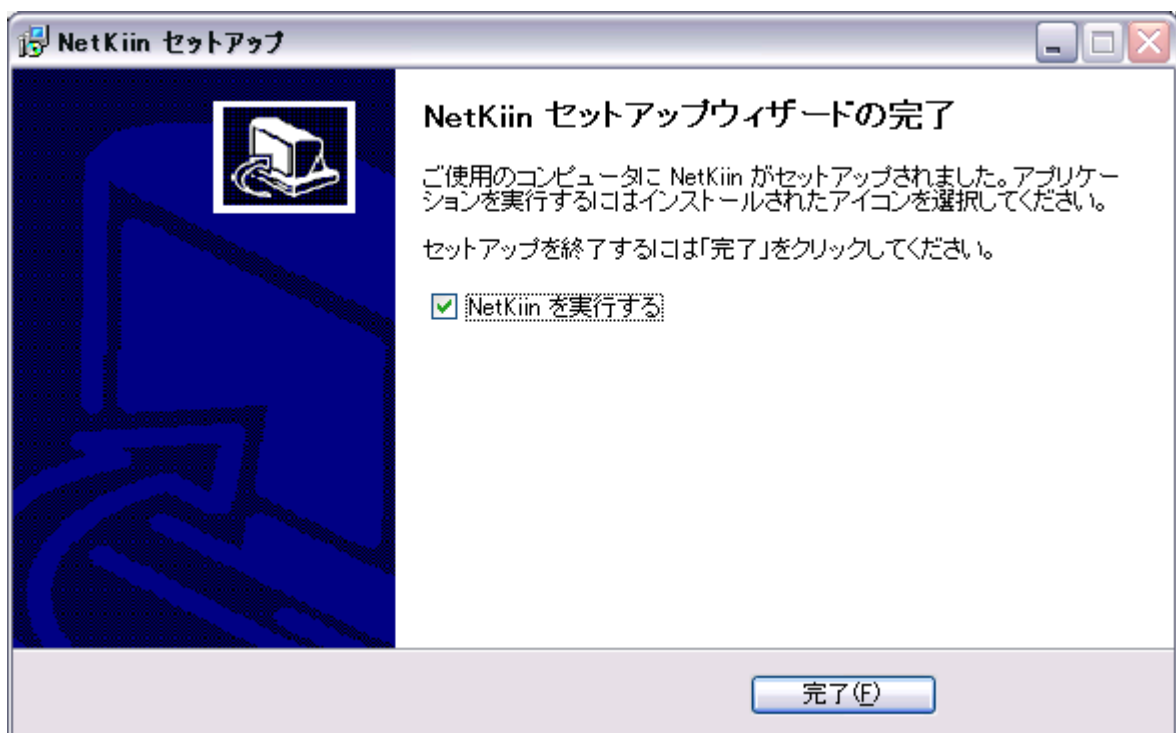 NetKiin セットアップ
NetKiin セットアップウィザードの完了
ご使用のコンピュータに NetKiin がセットアップされました。アプリケー
ションを実行するにはインストールされたアイコンを選択してください。
セットアップを終了するには「完了」をクリックしてください。
NetKiin を実行する
完了(F)